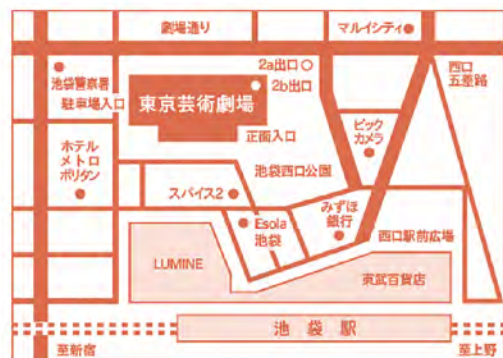 劇場通り
マルイシティ
2a出口
西口
五差路
池袋警察署
駐車場入口
2b出口
東京芸術劇場
正面入口
ビック
カメラ
ホテル
メトロ
ポリタン
池袋西口公園
スパイス2
みずほ
銀行
Esola
池袋
西口駅前広場
LUMINE
東武百貨店
池袋駅
至新宿
至上野